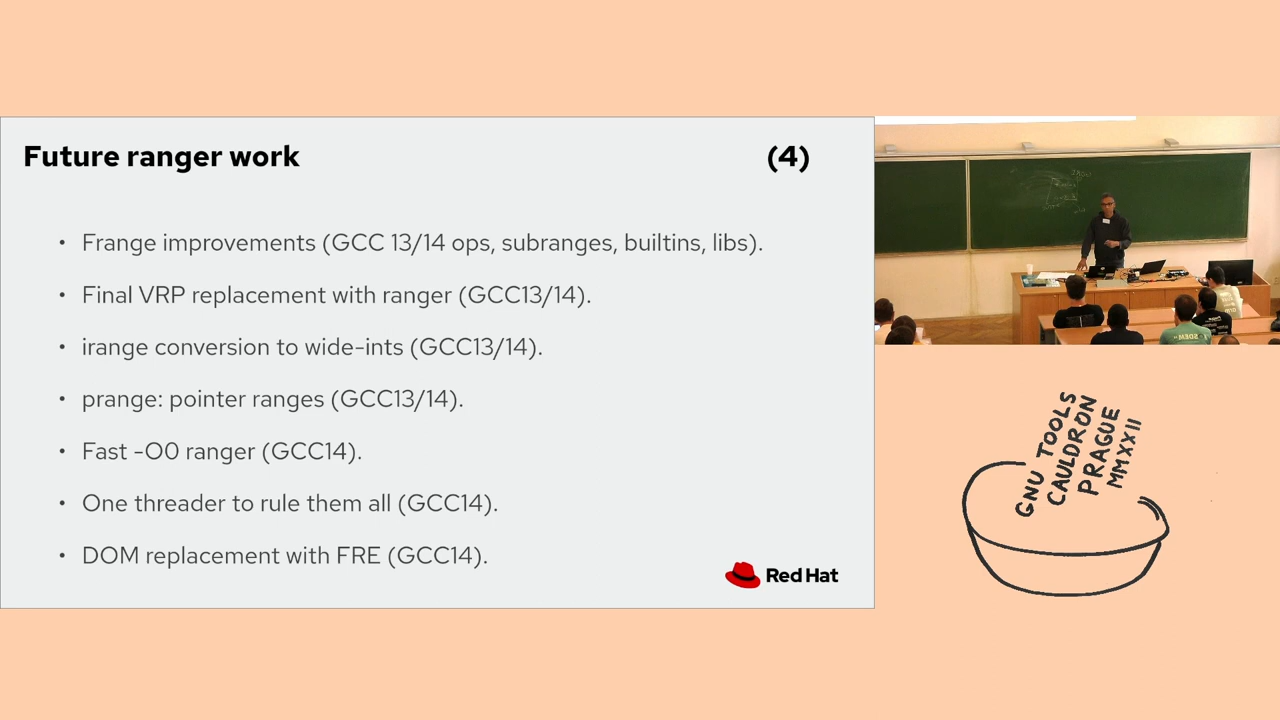 Future ranger work (4)
• Frange improvements (GCC 13/14 ops, subranges, builtins, libs).
• Final VRP replacement with ranger (GCC13/14).
• irange conversion to wide-ints (GCC13/14).
• prange: pointer ranges (GCC13/14).
• Fast -O0 ranger (GCC14).
• One threader to rule them all (GCC14).
• DOM replacement with FRE (GCC14).
Red Hat
GNU TOOLS
CAULDRON
PRAGUE
MMXXII